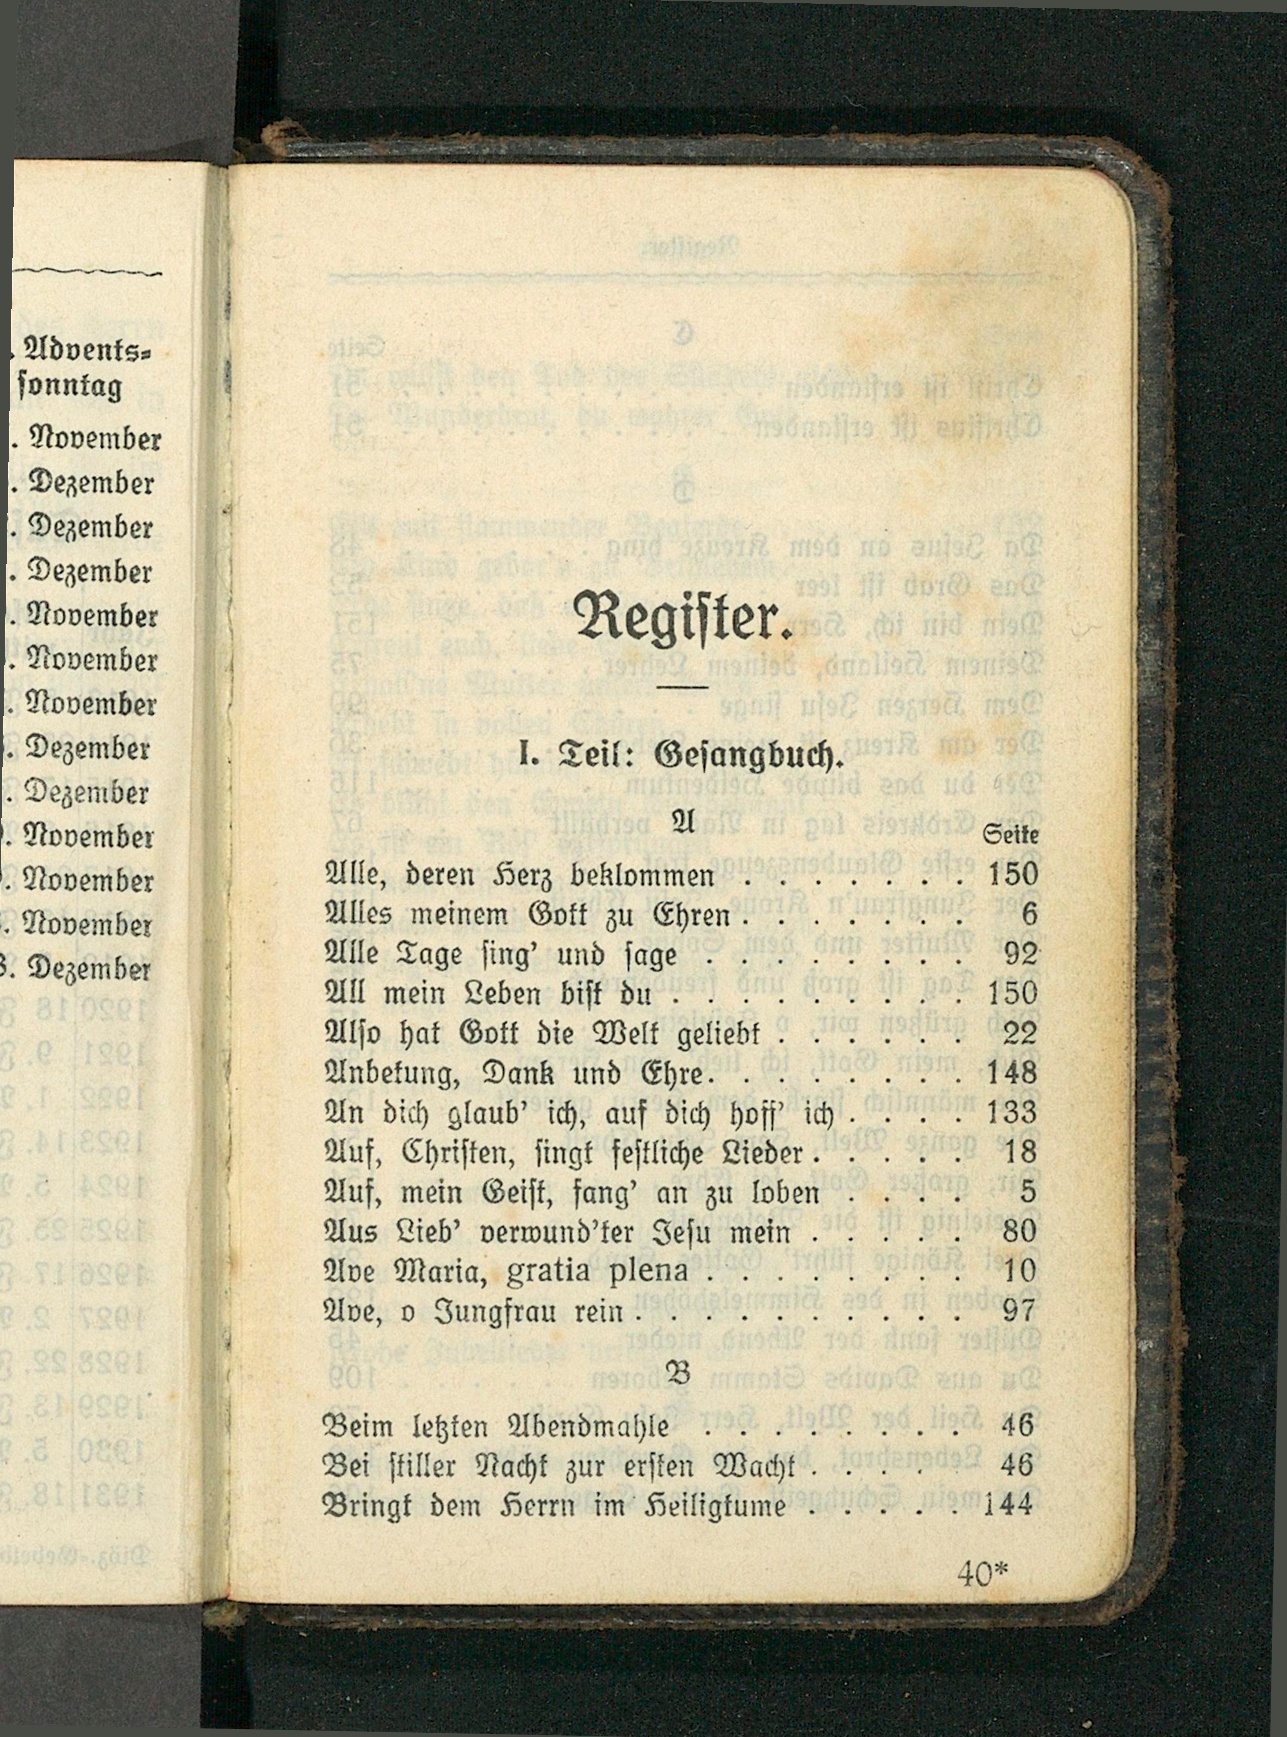 Advents=
sonntag
. November
. Dezember
. Dezember
. Dezember
. November
. November
. November
. Dezember
. Dezember
. November
. November
. November
3. Dezember
Register.
I. Teil: Gesangbuch.
A
Seite
Alle, deren Herz beklommen . . . . . . . 150
Alles meinem Gott zu Ehren . . . . . . . 6
Alle Tage sing' und sage . . . . . . . . 92
All mein Leben bist du . . . . . . . . . 150
Also hat Gott die Welt geliebt . . . . . . 22
Anbetung, Dank und Ehre. . . . . . . . 148
An dich glaub' ich, auf dich hoff' ich . . . . 133
Auf, Christen, singt festliche Lieder . . . . . 18
Auf, mein Geist, fang' an zu loben . . . . 5
Aus Lieb' verwund'ter Jesu mein . . . . . 80
Ave Maria, gratia plena . . . . . . . . 10
Ave, o Jungfrau rein . . . . . . . . . . 97
B
Beim letzten Abendmahle . . . . . . . . 46
Bei stiller Nacht zur ersten Wacht . . . . . 46
Bringt dem Herrn im Heiligtume . . . . . 144
40*